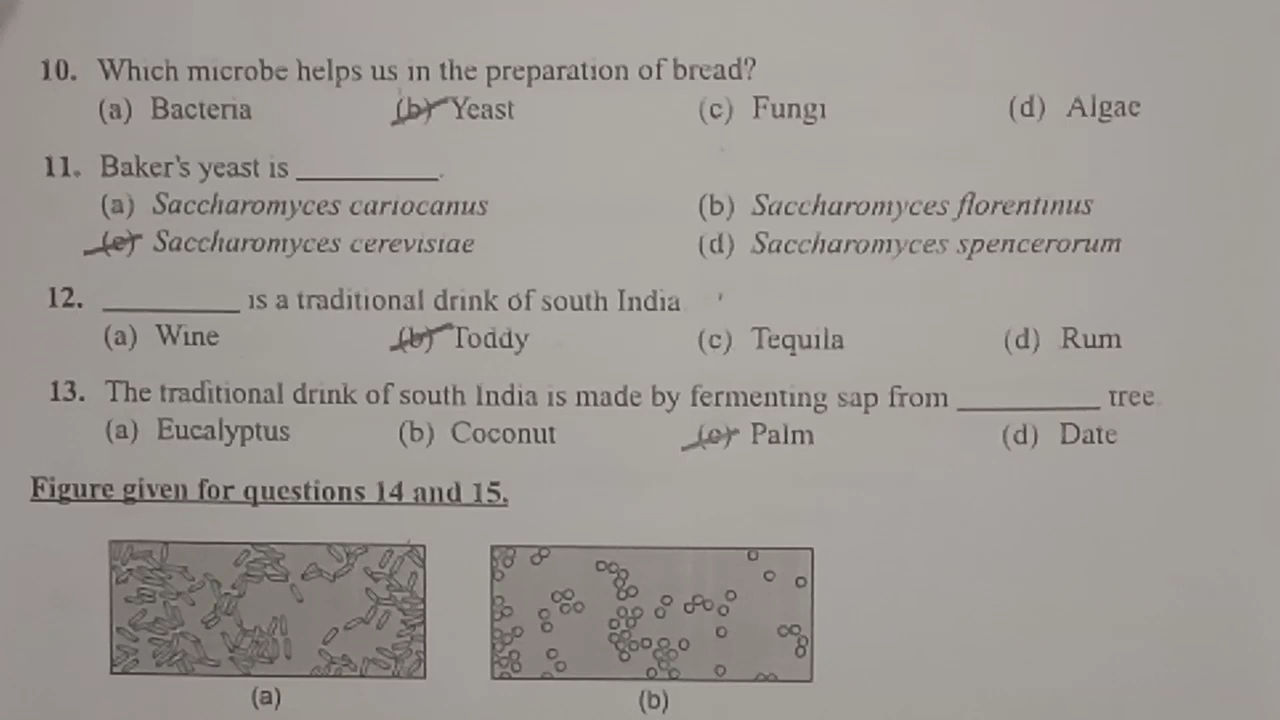 10. Which microbe helps us in the preparation of bread?
(a) Bacteria (b) Yeast (c) Fungi (d) Algae
11. Baker's yeast is __________.
(a) Saccharomyces cariocanus (b) Saccharomyces florentinus
(c) Saccharomyces cerevisiae (d) Saccharomyces spencerorum
12. __________ is a traditional drink of south India
(a) Wine (b) Toddy (c) Tequila (d) Rum
13. The traditional drink of south India is made by fermenting sap from __________ tree
(a) Eucalyptus (b) Coconut (c) Palm (d) Date
Figure given for questions 14 and 15.
(a) (b)